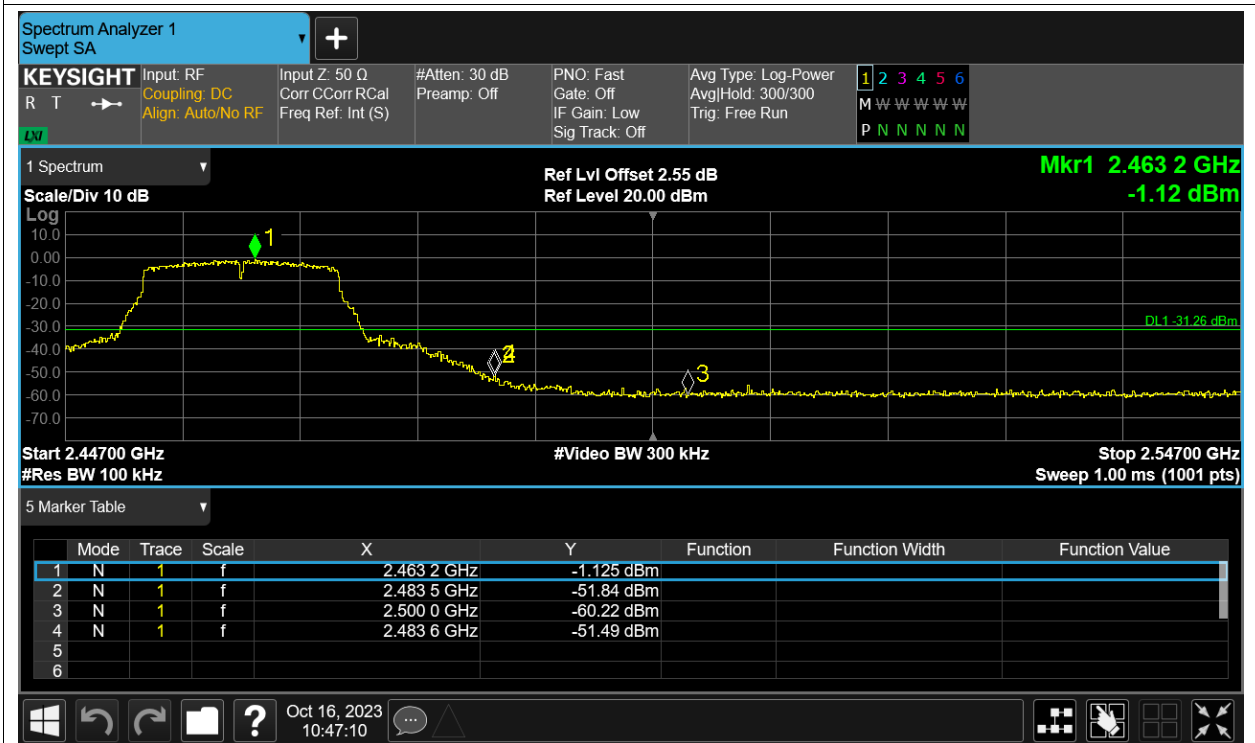 Spectrum Analyzer 1
Swept SA
+
KEYSIGHT Input: RF Input Z: 50 Ω #Atten: 30 dB PNO: Fast Avg Type: Log-Power 1 2 3 4 5 6
R T Coupling: DC Corr CCorr RCal Preamp: Off Gate: Off Avg|Hold: 300/300 M W W W W W
Align: Auto/No RF Freq Ref: Int (S) IF Gain: Low Trig: Free Run
LXI Sig Track: Off P N N N N N
1 Spectrum Ref Lvl Offset 2.55 dB Mkr1 2.463 2 GHz
Scale/Div 10 dB Ref Level 20.00 dBm -1.12 dBm
Log
10.0
1
0.00
-10.0
-20.0
-30.0 DL1 -31.26 dBm
-40.0
-50.0
3
-60.0
-70.0
Start 2.44700 GHz #Video BW 300 kHz Stop 2.54700 GHz
#Res BW 100 kHz Sweep 1.00 ms (1001 pts)
5 Marker Table
Mode Trace Scale X Y Function Function Width Function Value
1 N 1 f 2.463 2 GHz -1.125 dBm
2 N 1 f 2.483 5 GHz -51.84 dBm
3 N 1 f 2.500 0 GHz -60.22 dBm
4 N 1 f 2.483 6 GHz -51.49 dBm
5
6
? Oct 16, 2023
10:47:10